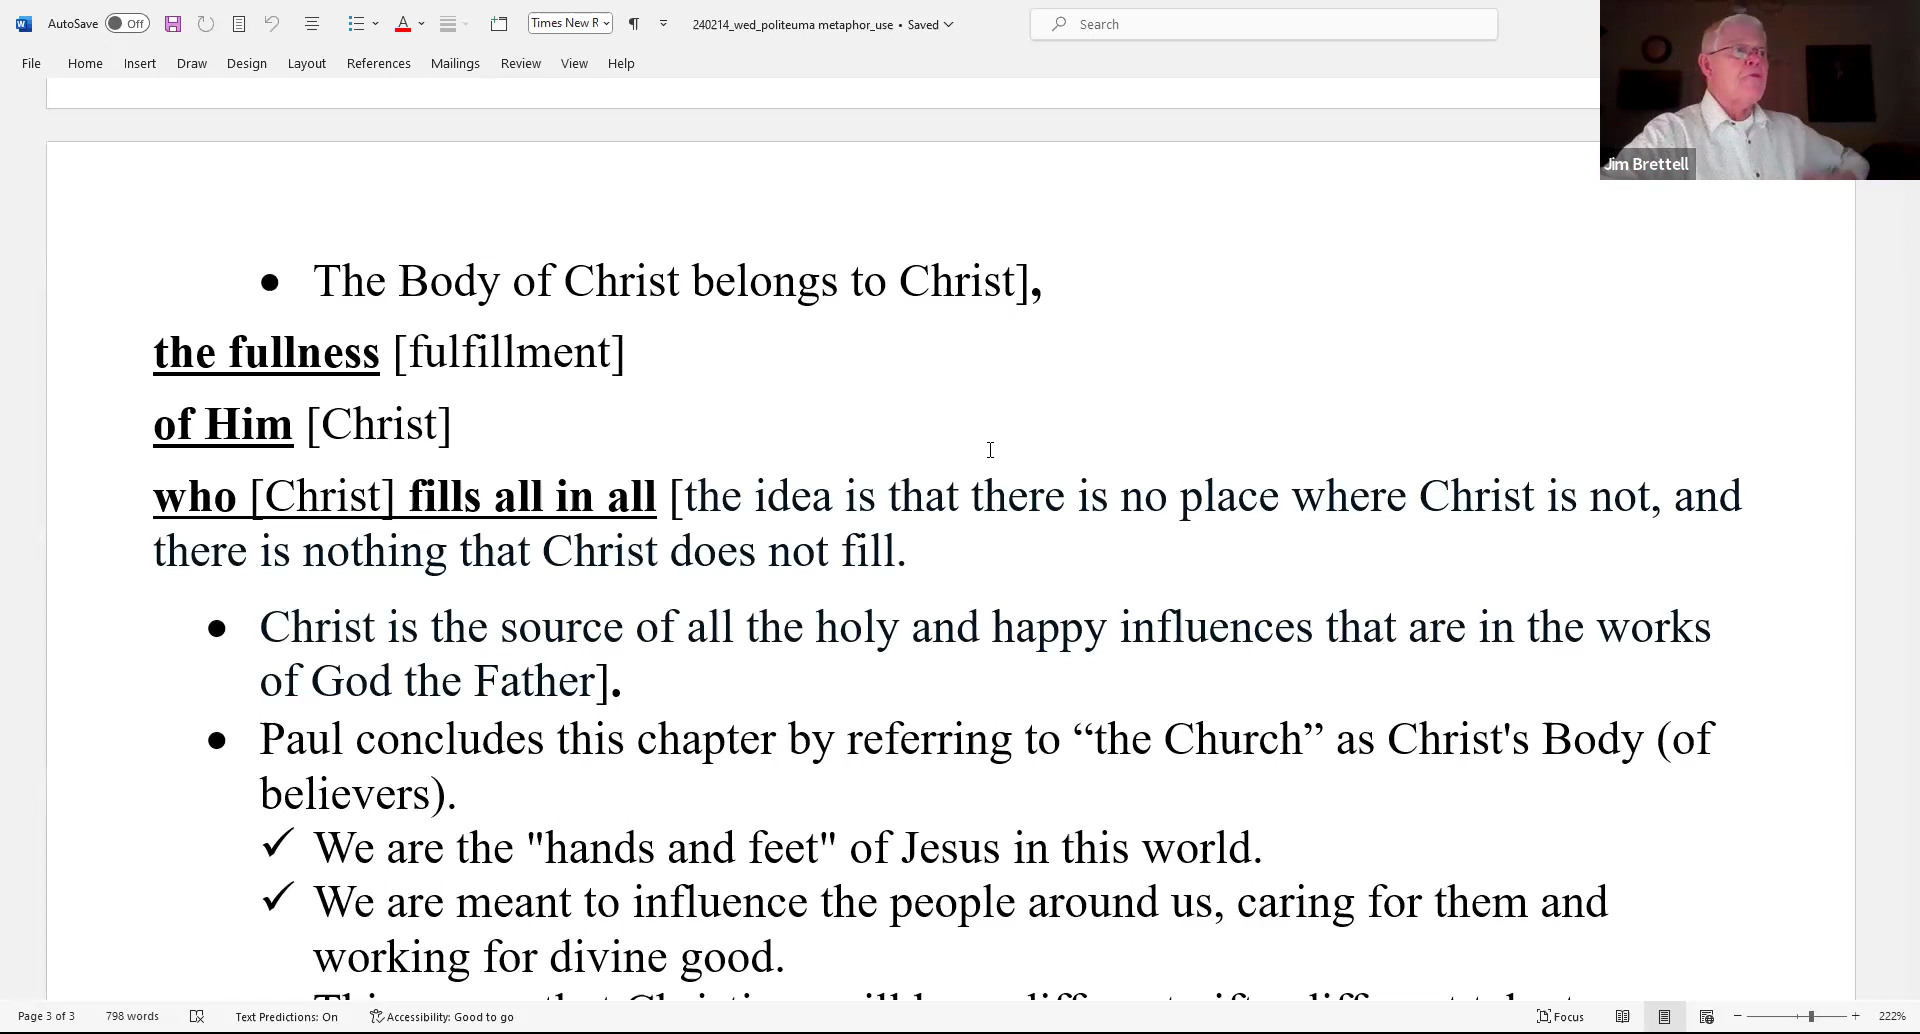 AutoSave Off Times New R 240214_wed_politeuma metaphor_use • Saved Search
File Home Insert Draw Design Layout References Mailings Review View Help
Jim Brettell
• The Body of Christ belongs to Christ],
the fullness [fulfillment]
of Him [Christ]
who [Christ] fills all in all [the idea is that there is no place where Christ is not, and
there is nothing that Christ does not fill.
• Christ is the source of all the holy and happy influences that are in the works
of God the Father].
• Paul concludes this chapter by referring to “the Church” as Christ's Body (of
believers).
✓ We are the "hands and feet" of Jesus in this world.
✓ We are meant to influence the people around us, caring for them and
working for divine good.
Page 3 of 3 798 words Text Predictions: On Accessibility: Good to go Focus 222%